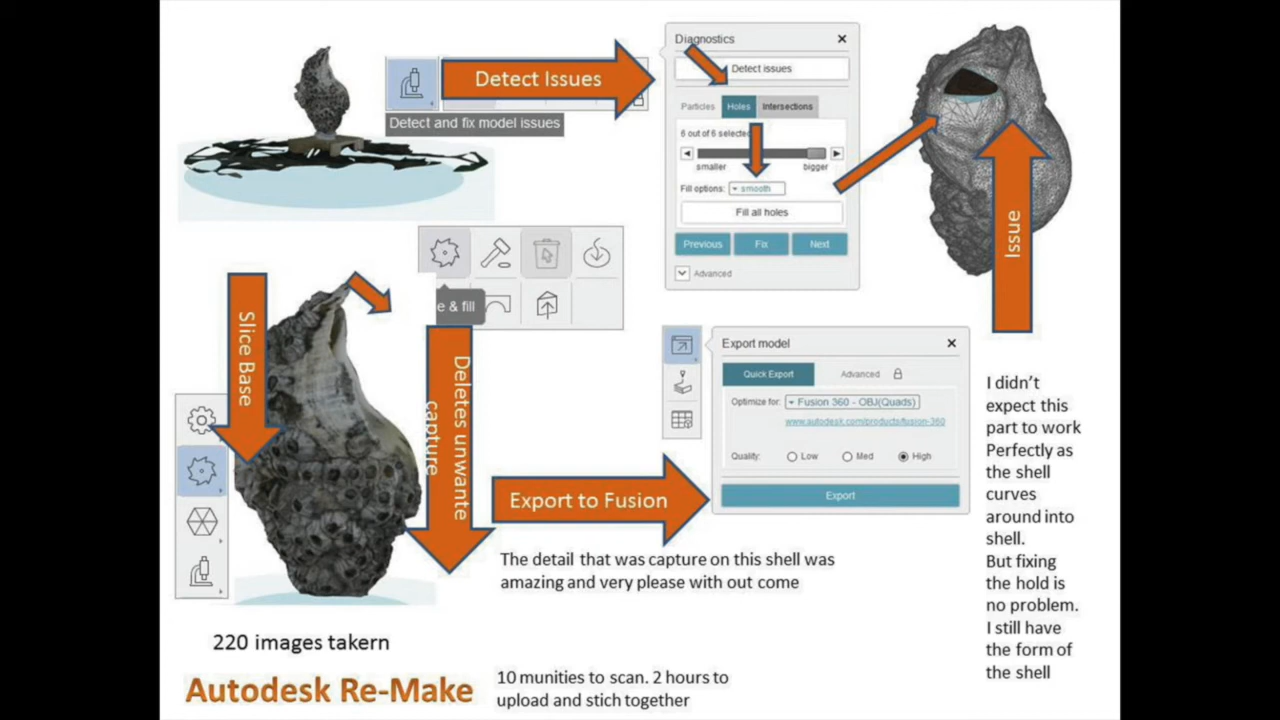 Detect Issues
Detect and fix model issues
Diagnostics
Detect issues
Particles Holes Intersections
6 out of 6 selected
smaller bigger
Fill options: smooth
Fill all holes
Previous Fix Next
Advanced
Issue
Slice Base
e & fill
Deletes unwante
capture
Export model
Quick Export Advanced
Optimize for: Fusion 360 - OBJ(Quads)
www.autodesk.com/products/fusion-360
Quality: Low Med High
Export
Export to Fusion
The detail that was capture on this shell was
amazing and very please with out come
I didn't
expect this
part to work
Perfectly as
the shell
curves
around into
shell.
But fixing
the hold is
no problem.
I still have
the form of
the shell
220 images takern
Autodesk Re-Make
10 munities to scan. 2 hours to
upload and stich together